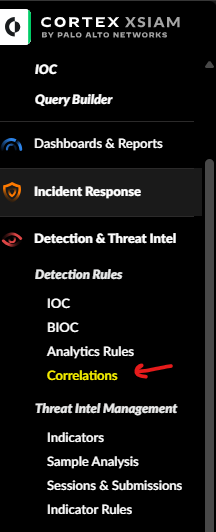 CORTEX XSIAM
BY PALO ALTO NETWORKS
IOC
Query Builder
Dashboards & Reports
Incident Response
Detection & Threat Intel
Detection Rules
IOC
BIOC
Analytics Rules
Correlations
Threat Intel Management
Indicators
Sample Analysis
Sessions & Submissions
Indicator Rules